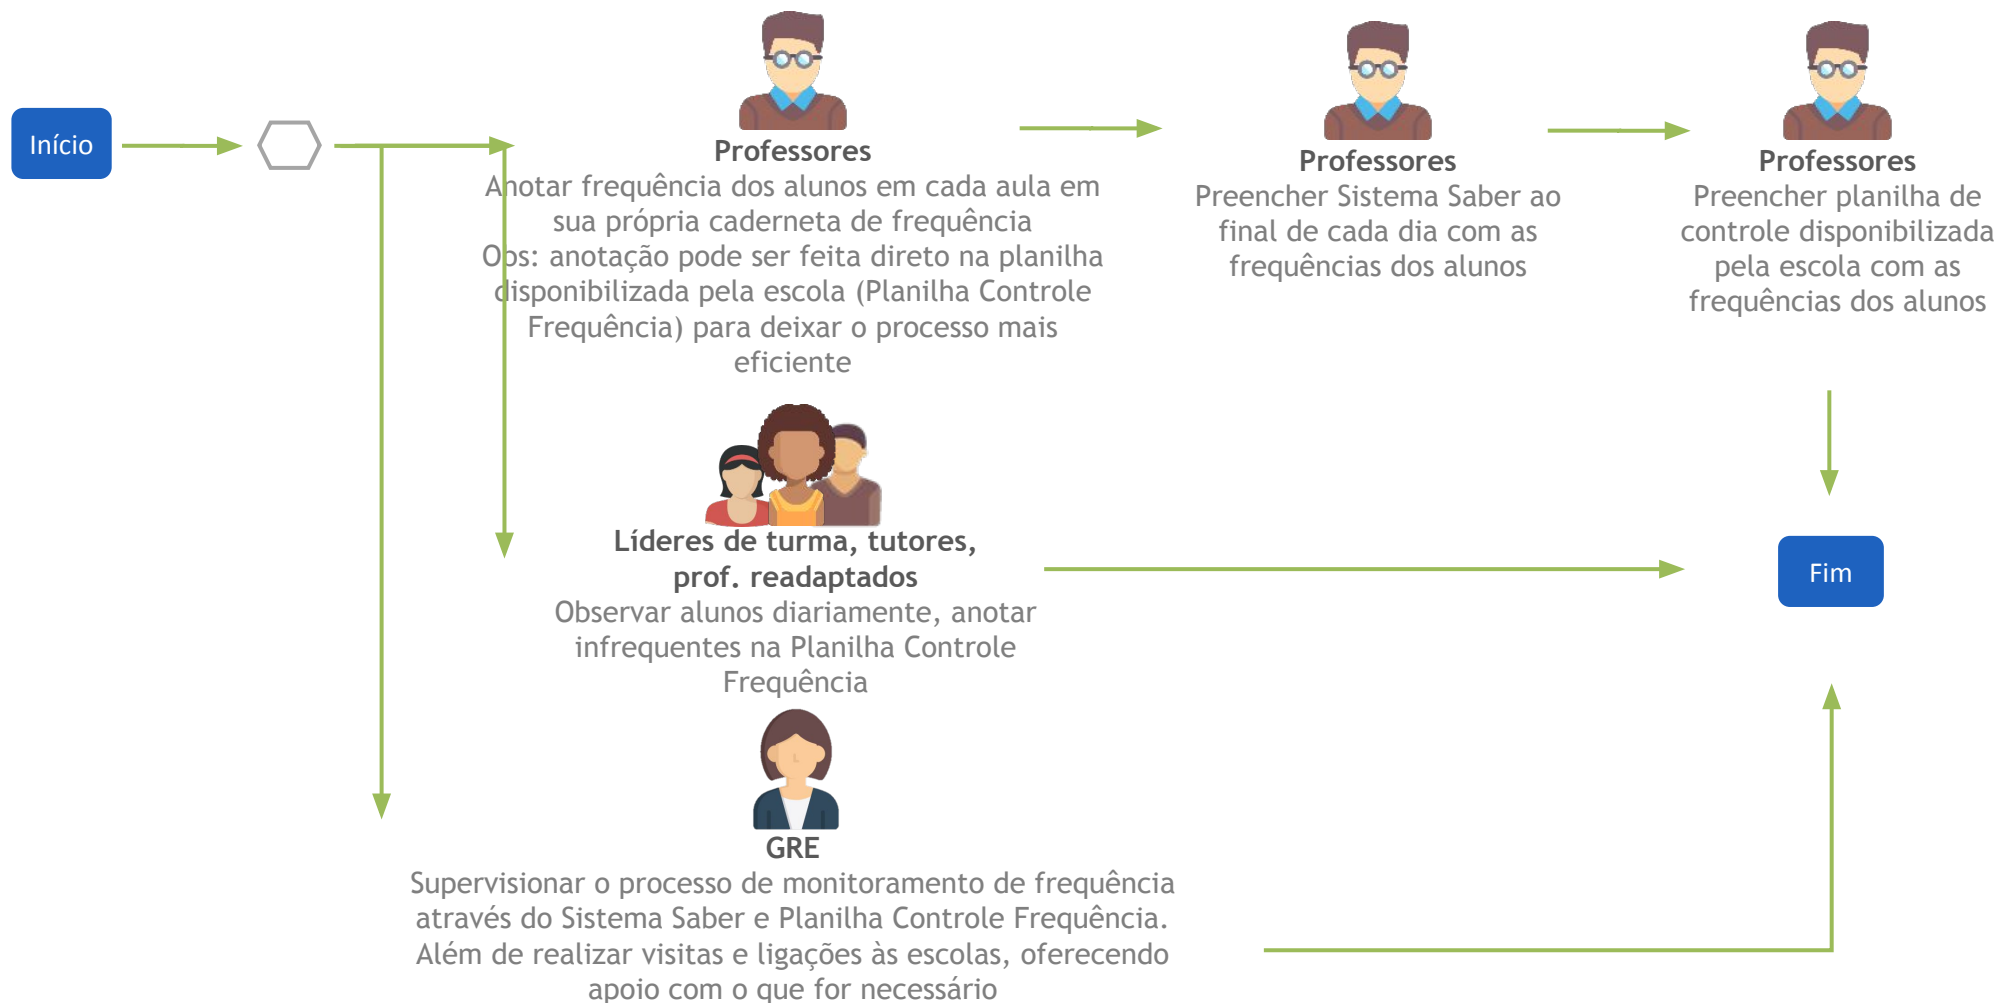 Início
Professores
Anotar frequência dos alunos em cada aula em
sua própria caderneta de frequência
Obs: anotação pode ser feita direto na planilha
disponibilizada pela escola (Planilha Controle
Frequência) para deixar o processo mais
eficiente
Professores
Preencher Sistema Saber ao
final de cada dia com as
frequências dos alunos
Professores
Preencher planilha de
controle disponibilizada
pela escola com as
frequências dos alunos
Líderes de turma, tutores,
prof. readaptados
Observar alunos diariamente, anotar
infrequentes na Planilha Controle
Frequência
Fim
GRE
Supervisionar o processo de monitoramento de frequência
através do Sistema Saber e Planilha Controle Frequência.
Além de realizar visitas e ligações às escolas, oferecendo
apoio com o que for necessário